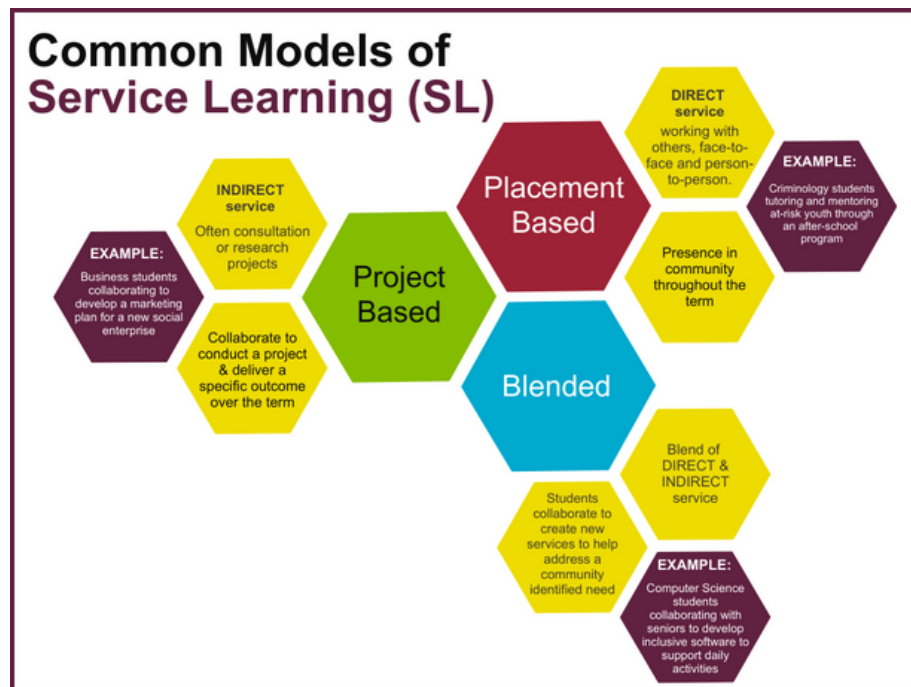 Common Models of
Service Learning (SL)
DIRECT
service
working with
others, face-to-
face and person-
to-person.
EXAMPLE:
Criminology students
tutoring and mentoring
at-risk youth through
an after-school
program
Placement
Based
Presence in
community
throughout the
term
INDIRECT
service
Often consultation
or research
projects
EXAMPLE:
Business students
collaborating to
develop a marketing
plan for a new social
enterprise
Project
Based
Collaborate to
conduct a project
& deliver a
specific outcome
over the term
Blended
Blend of
DIRECT &
INDIRECT
service
Students
collaborate to
create new
services to help
address a
community
identified need
EXAMPLE:
Computer Science
students
collaborating with
seniors to develop
inclusive software to
support daily
activities